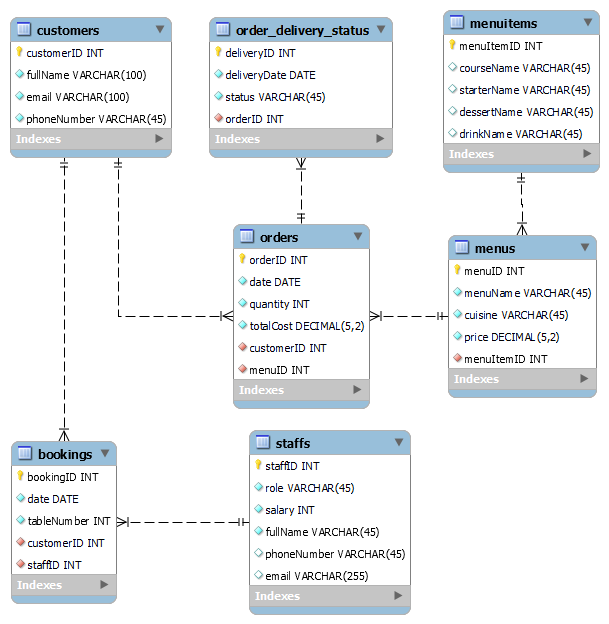 customers
customerID INT
fullName VARCHAR(100)
email VARCHAR(100)
phoneNumber VARCHAR(45)
Indexes
order_delivery_status
deliveryID INT
deliveryDate DATE
status VARCHAR(45)
orderID INT
Indexes
menuitems
menuItemID INT
courseName VARCHAR(45)
starterName VARCHAR(45)
dessertName VARCHAR(45)
drinkName VARCHAR(45)
Indexes
orders
orderID INT
date DATE
quantity INT
totalCost DECIMAL(5,2)
customerID INT
menuID INT
Indexes
menus
menuID INT
menuName VARCHAR(45)
cuisine VARCHAR(45)
price DECIMAL(5,2)
menuItemID INT
Indexes
bookings
bookingID INT
date DATE
tableNumber INT
customerID INT
staffID INT
Indexes
staffs
staffID INT
role VARCHAR(45)
salary INT
fullName VARCHAR(45)
phoneNumber VARCHAR(45)
email VARCHAR(255)
Indexes